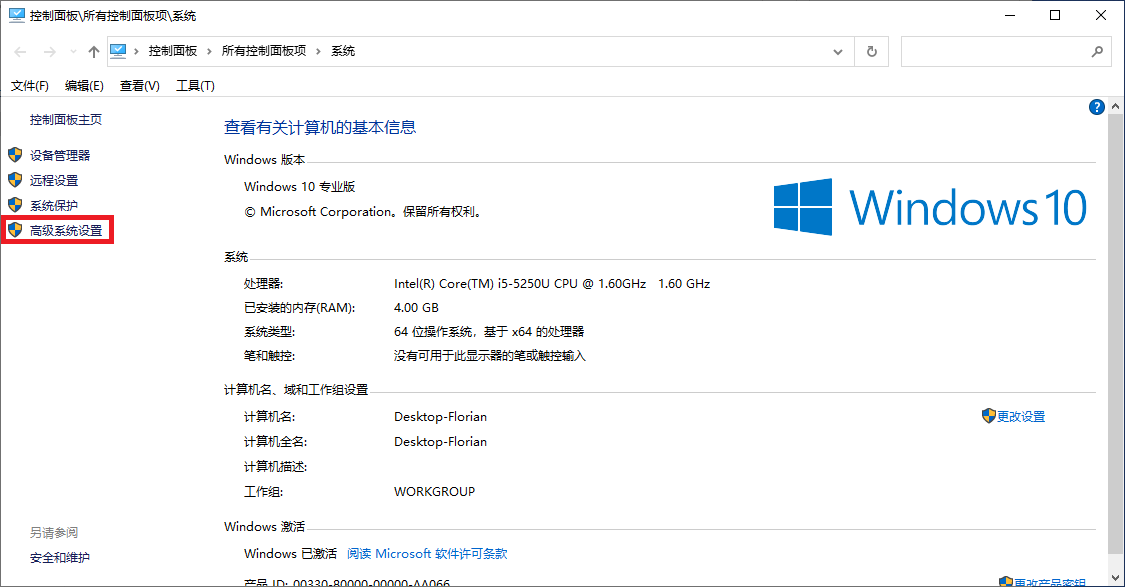 控制面板\所有控制面板项\系统
控制面板 › 所有控制面板项 › 系统
文件(F) 编辑(E) 查看(V) 工具(T)
控制面板主页
设备管理器
远程设置
系统保护
高级系统设置
另请参阅
安全和维护
查看有关计算机的基本信息
Windows 版本
Windows 10 专业版
© Microsoft Corporation。保留所有权利。
Windows 10
系统
处理器: Intel(R) Core(TM) i5-5250U CPU @ 1.60GHz 1.60 GHz
已安装的内存(RAM): 4.00 GB
系统类型: 64 位操作系统，基于 x64 的处理器
笔和触控: 没有可用于此显示器的笔或触控输入
计算机名、域和工作组设置
计算机名: Desktop-Florian 更改设置
计算机全名: Desktop-Florian
计算机描述:
工作组: WORKGROUP
Windows 激活
Windows 已激活 阅读 Microsoft 软件许可条款
产品 ID: 00330-80000-00000-AA066 更改产品密钥